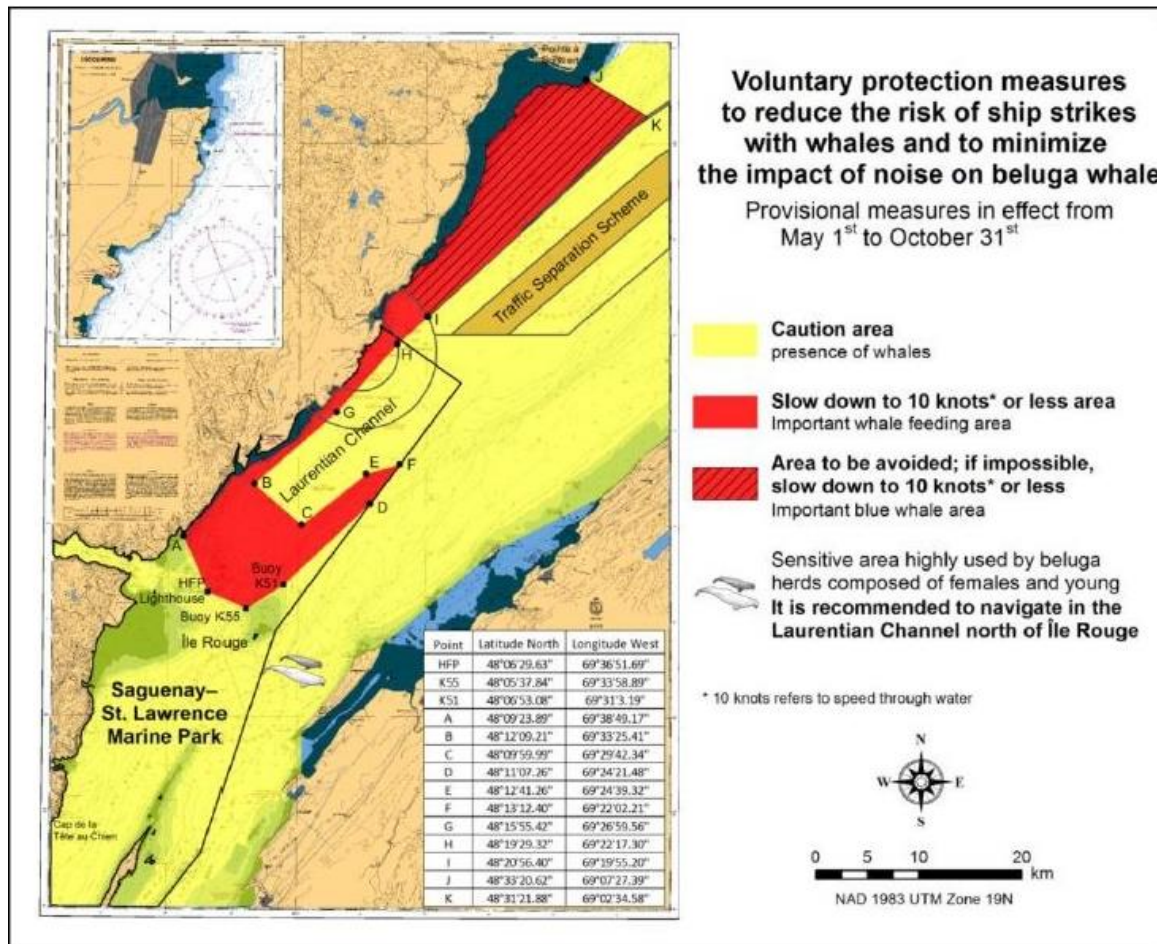 Voluntary protection measures
to reduce the risk of ship strikes
with whales and to minimize
the impact of noise on beluga whale
Provisional measures in effect from
May 1st to October 31st
Caution area
presence of whales
Slow down to 10 knots* or less area
Important whale feeding area
Area to be avoided; if impossible,
slow down to 10 knots* or less
Important blue whale area
Sensitive area highly used by beluga
herds composed of females and young
It is recommended to navigate in the
Laurentian Channel north of Île Rouge
* 10 knots refers to speed through water
N
W E
S
0 5 10 20
km
NAD 1983 UTM Zone 19N
J
K
Traffic Separation Scheme
I
H
G
Laurentian Channel
B
E
F
C
D
A
HFP
Lighthouse
Buoy
K51
Buoy K55
Île Rouge
Saguenay–
St. Lawrence
Marine Park
Cap de la
Tête au Chien
Point Latitude North Longitude West
HFP 48°06'29.63" 69°36'51.69"
K55 48°05'37.84" 69°33'58.89"
K51 48°06'53.08" 69°31'3.19"
A 48°09'23.89" 69°38'49.17"
B 48°12'09.21" 69°33'25.41"
C 48°09'59.99" 69°29'42.34"
D 48°11'07.26" 69°24'21.48"
E 48°12'41.26" 69°24'39.32"
F 48°13'12.40" 69°22'02.21"
G 48°15'55.42" 69°26'59.56"
H 48°19'29.32" 69°22'17.30"
I 48°20'56.40" 69°19'55.20"
J 48°33'20.62" 69°07'27.39"
K 48°31'21.88" 69°02'34.58"